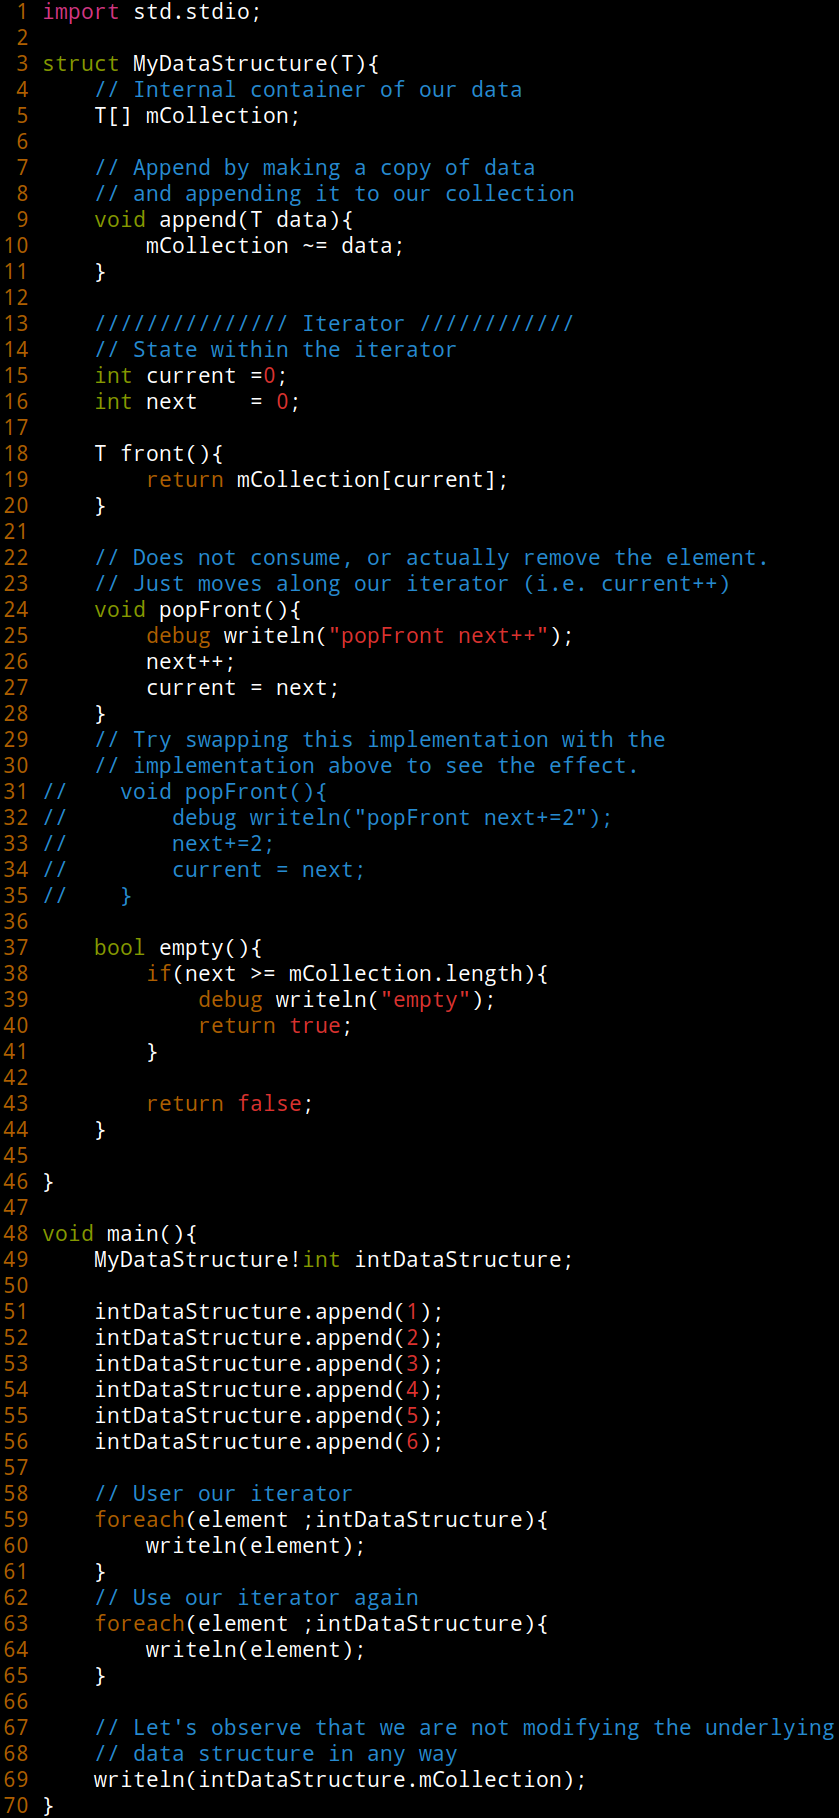 1 import std.stdio;
2
3 struct MyDataStructure(T){
4     // Internal container of our data
5     T[] mCollection;
6
7     // Append by making a copy of data
8     // and appending it to our collection
9     void append(T data){
10         mCollection ~= data;
11     }
12
13     /////////////// Iterator ////////////
14     // State within the iterator
15     int current =0;
16     int next    = 0;
17
18     T front(){
19         return mCollection[current];
20     }
21
22     // Does not consume, or actually remove the element.
23     // Just moves along our iterator (i.e. current++)
24     void popFront(){
25         debug writeln("popFront next++");
26         next++;
27         current = next;
28     }
29     // Try swapping this implementation with the
30     // implementation above to see the effect.
31 //    void popFront(){
32 //        debug writeln("popFront next+=2");
33 //        next+=2;
34 //        current = next;
35 //    }
36
37     bool empty(){
38         if(next >= mCollection.length){
39             debug writeln("empty");
40             return true;
41         }
42
43         return false;
44     }
45
46 }
47
48 void main(){
49     MyDataStructure!int intDataStructure;
50
51     intDataStructure.append(1);
52     intDataStructure.append(2);
53     intDataStructure.append(3);
54     intDataStructure.append(4);
55     intDataStructure.append(5);
56     intDataStructure.append(6);
57
58     // User our iterator
59     foreach(element ;intDataStructure){
60         writeln(element);
61     }
62     // Use our iterator again
63     foreach(element ;intDataStructure){
64         writeln(element);
65     }
66
67     // Let's observe that we are not modifying the underlying
68     // data structure in any way
69     writeln(intDataStructure.mCollection);
70 }